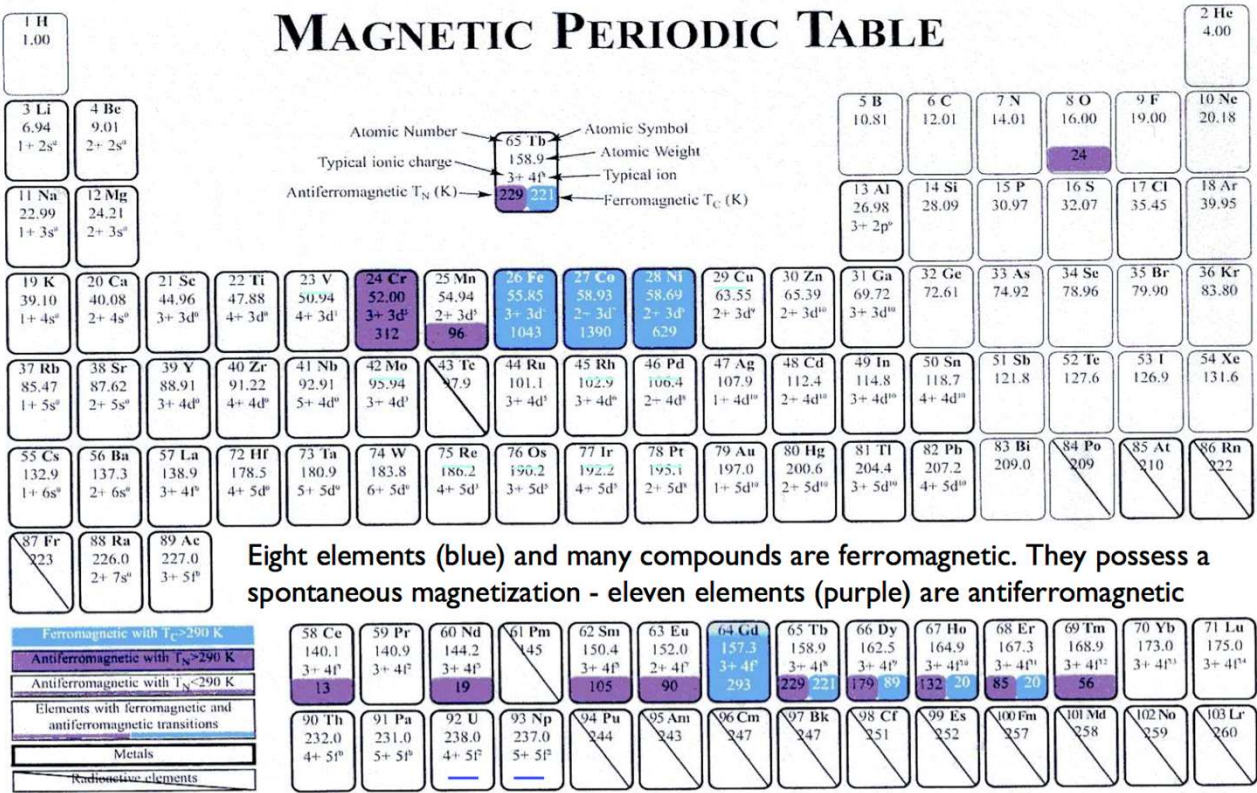 MAGNETIC PERIODIC TABLE
1 H
1.00
2 He
4.00
3 Li
6.94
1+ 2s⁰
4 Be
9.01
2+ 2s⁰
Atomic Number
Typical ionic charge
Antiferromagnetic T_N (K)
65 Tb
158.9
3+ 4f⁸
229 221
Atomic Symbol
Atomic Weight
Typical ion
Ferromagnetic T_C (K)
5 B
10.81
6 C
12.01
7 N
14.01
8 O
16.00
24
9 F
19.00
10 Ne
20.18
11 Na
22.99
1+ 3s⁰
12 Mg
24.21
2+ 3s⁰
13 Al
26.98
3+ 2p⁶
14 Si
28.09
15 P
30.97
16 S
32.07
17 Cl
35.45
18 Ar
39.95
19 K
39.10
1+ 4s⁰
20 Ca
40.08
2+ 4s⁰
21 Sc
44.96
3+ 3d⁰
22 Ti
47.88
4+ 3d⁰
23 V
50.94
4+ 3d¹
24 Cr
52.00
3+ 3d³
312
25 Mn
54.94
2+ 3d⁵
96
26 Fe
55.85
3+ 3d
1043
27 Co
58.93
2+ 3d
1390
28 Ni
58.69
2+ 3d
629
29 Cu
63.55
2+ 3d⁹
30 Zn
65.39
2+ 3d¹⁰
31 Ga
69.72
3+ 3d¹⁰
32 Ge
72.61
33 As
74.92
34 Se
78.96
35 Br
79.90
36 Kr
83.80
37 Rb
85.47
1+ 5s⁰
38 Sr
87.62
2+ 5s⁰
39 Y
88.91
3+ 4d⁰
40 Zr
91.22
4+ 4d⁰
41 Nb
92.91
5+ 4d⁰
42 Mo
95.94
3+ 4d³
43 Tc
97.9
44 Ru
101.1
3+ 4d⁵
45 Rh
102.9
3+ 4d⁶
46 Pd
106.4
2+ 4d⁸
47 Ag
107.9
1+ 4d¹⁰
48 Cd
112.4
2+ 4d¹⁰
49 In
114.8
3+ 4d¹⁰
50 Sn
118.7
4+ 4d¹⁰
51 Sb
121.8
52 Te
127.6
53 I
126.9
54 Xe
131.6
55 Cs
132.9
1+ 6s⁰
56 Ba
137.3
2+ 6s⁰
57 La
138.9
3+ 4f⁰
72 Hf
178.5
4+ 5d⁰
73 Ta
180.9
5+ 5d⁰
74 W
183.8
6+ 5d⁰
75 Re
186.2
4+ 5d³
76 Os
190.2
3+ 5d⁵
77 Ir
192.2
4+ 5d⁵
78 Pt
195.1
2+ 5d⁸
79 Au
197.0
1+ 5d¹⁰
80 Hg
200.6
2+ 5d¹⁰
81 Tl
204.4
3+ 5d¹⁰
82 Pb
207.2
4+ 5d¹⁰
83 Bi
209.0
84 Po
209
85 At
210
86 Rn
222
87 Fr
223
88 Ra
226.0
2+ 7s⁰
89 Ac
227.0
3+ 5f⁰
Eight elements (blue) and many compounds are ferromagnetic. They possess a
spontaneous magnetization - eleven elements (purple) are antiferromagnetic
Ferromagnetic with T_C>290 K
Antiferromagnetic with T_N>290 K
Antiferromagnetic with T_N<290 K
Elements with ferromagnetic and
antiferromagnetic transitions
Metals
Radioactive elements
58 Ce
140.1
3+ 4f
13
59 Pr
140.9
3+ 4f²
60 Nd
144.2
3+ 4f³
19
61 Pm
145
62 Sm
150.4
3+ 4f⁵
105
63 Eu
152.0
2+ 4f⁷
90
64 Gd
157.3
3+ 4f⁷
293
65 Tb
158.9
3+ 4f⁸
229 221
66 Dy
162.5
3+ 4f⁹
179 89
67 Ho
164.9
3+ 4f¹⁰
132 20
68 Er
167.3
3+ 4f¹¹
85 20
69 Tm
168.9
3+ 4f¹²
56
70 Yb
173.0
3+ 4f¹³
71 Lu
175.0
3+ 4f¹⁴
90 Th
232.0
4+ 5f⁰
91 Pa
231.0
5+ 5f⁰
92 U
238.0
4+ 5f²
93 Np
237.0
5+ 5f²
94 Pu
244
95 Am
243
96 Cm
247
97 Bk
247
98 Cf
251
99 Es
252
100 Fm
257
101 Md
258
102 No
259
103 Lr
260